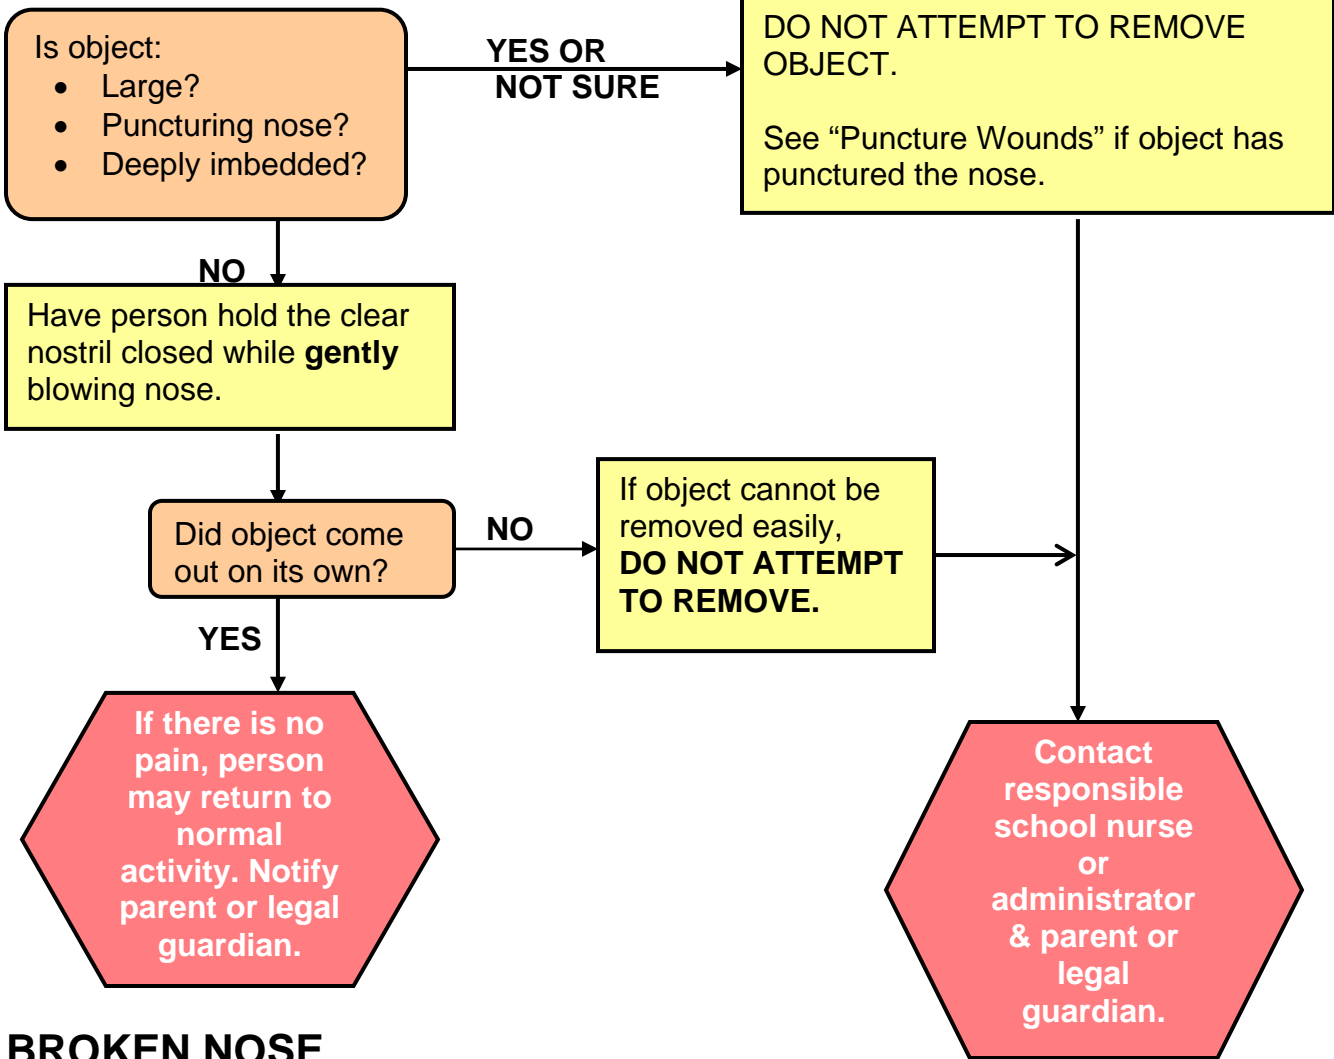 Is object:
• Large?
• Puncturing nose?
• Deeply imbedded?
YES OR
NOT SURE
DO NOT ATTEMPT TO REMOVE
OBJECT.
See “Puncture Wounds” if object has
punctured the nose.
NO
Have person hold the clear
nostril closed while gently
blowing nose.
Did object come
out on its own?
NO
If object cannot be
removed easily,
DO NOT ATTEMPT
TO REMOVE.
YES
If there is no
pain, person
may return to
normal
activity. Notify
parent or legal
guardian.
Contact
responsible
school nurse
or
administrator
& parent or
legal
guardian.
BROKEN NOSE